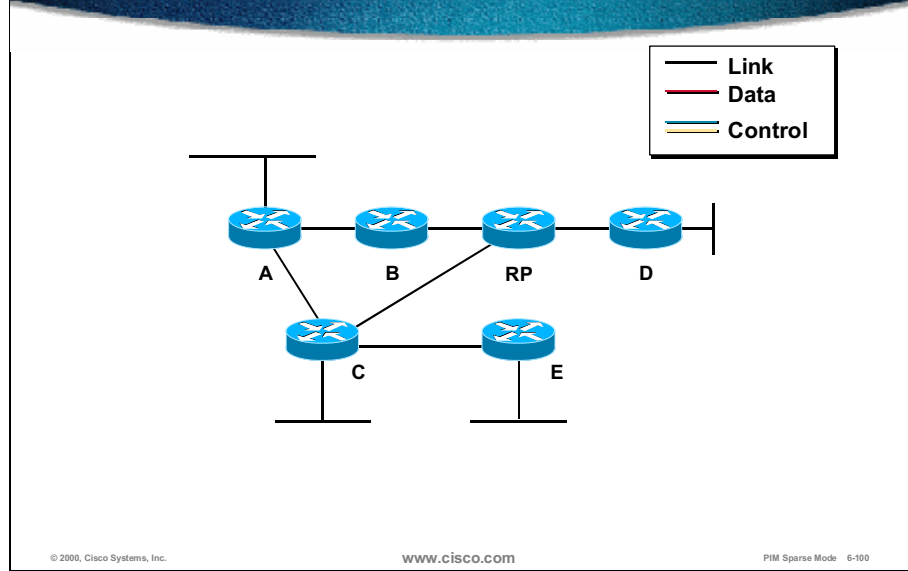 Link
Data
Control
A
B
RP
D
C
E
© 2000, Cisco Systems, Inc.
www.cisco.com
PIM Sparse Mode 6-100